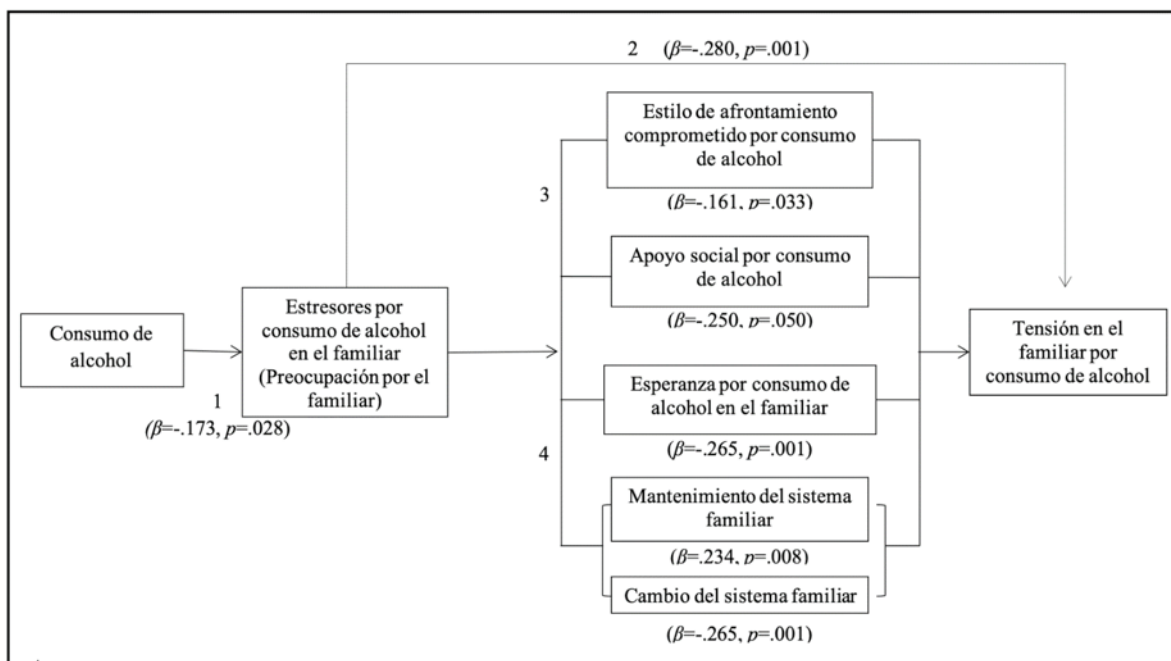 2 (β=-.280, p=.001)
Estilo de afrontamiento
comprometido por consumo
de alcohol
(β=-.161, p=.033)
3
Apoyo social por consumo
de alcohol
(β=-.250, p=.050)
Consumo de
alcohol
1
(β=-.173, p=.028)
Estresores por
consumo de alcohol
en el familiar
(Preocupación por el
familiar)
Esperanza por consumo de
alcohol en el familiar
(β=-.265, p=.001)
4
Mantenimiento del sistema
familiar
(β=.234, p=.008)
Cambio del sistema familiar
(β=-.265, p=.001)
Tensión en el
familiar por
consumo de alcohol